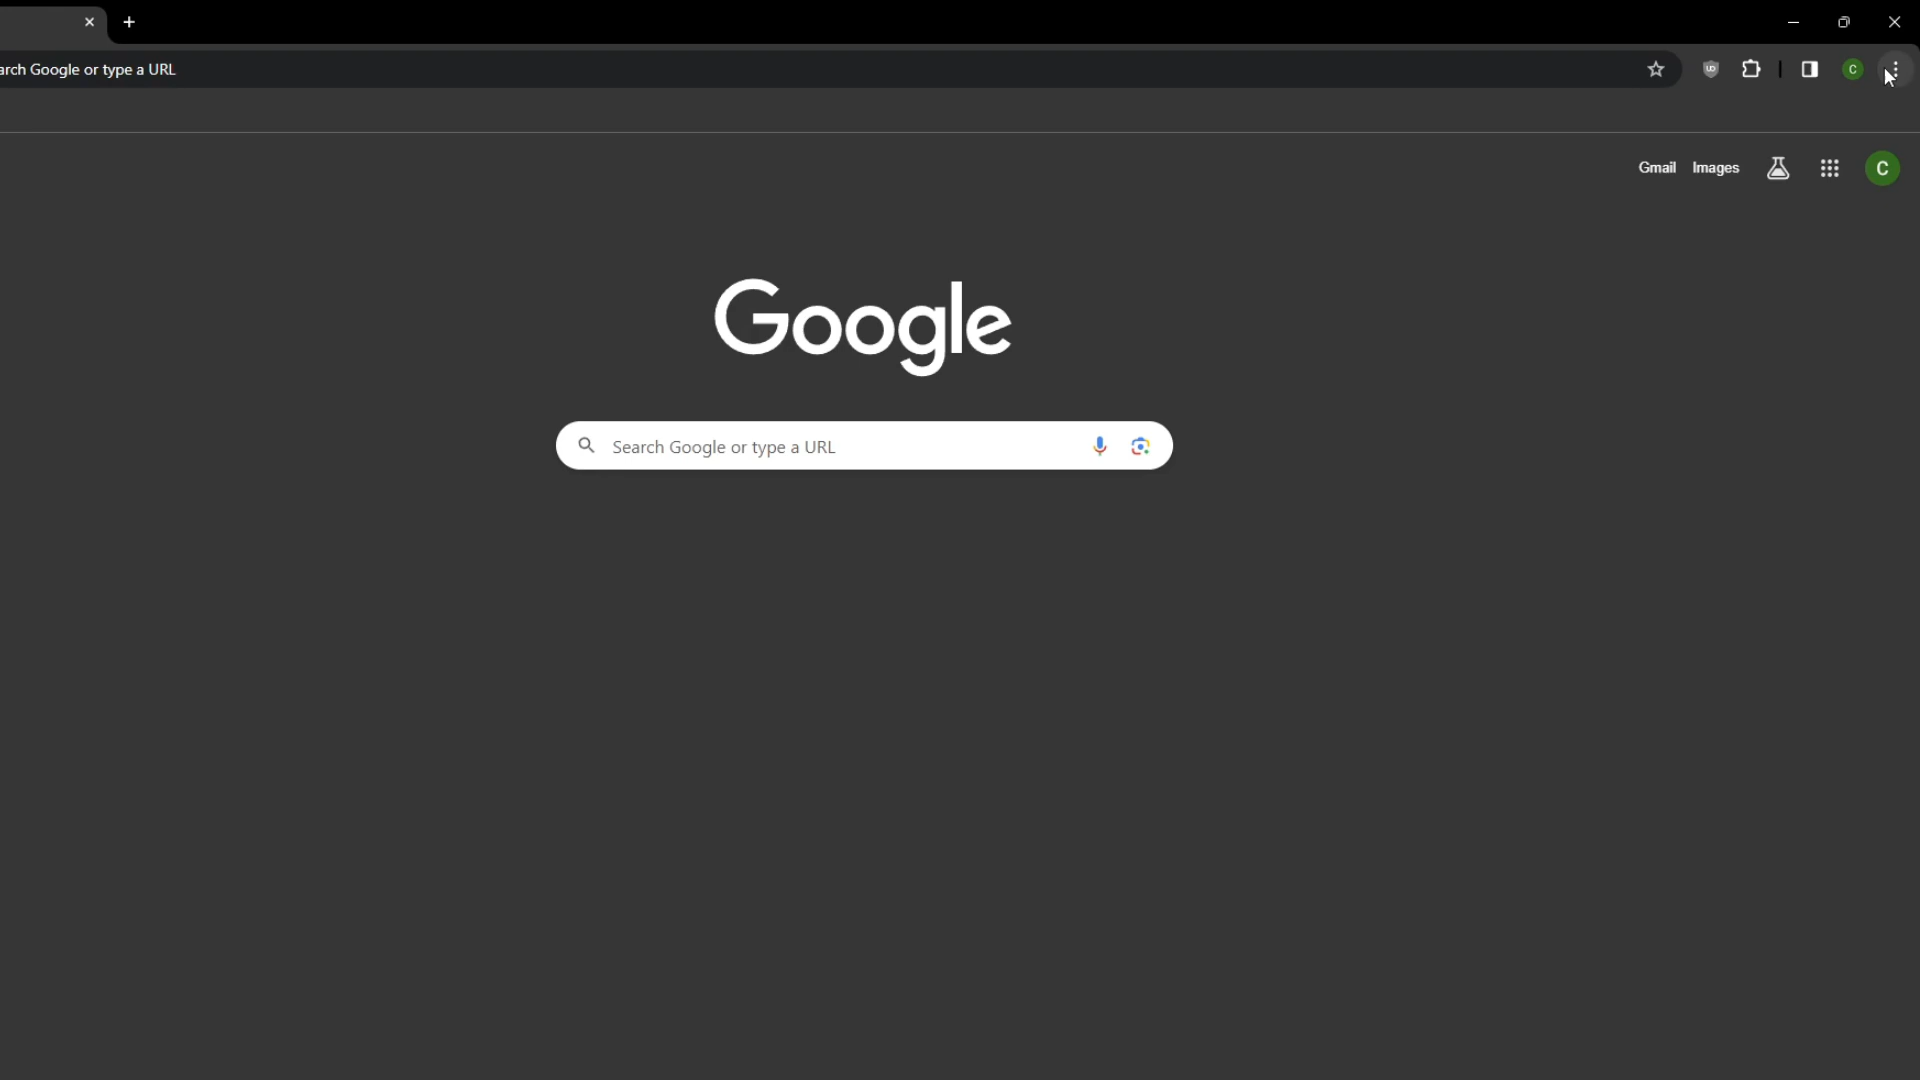 arch Google or type a URL
C
Gmail Images
C
Google
Search Google or type a URL